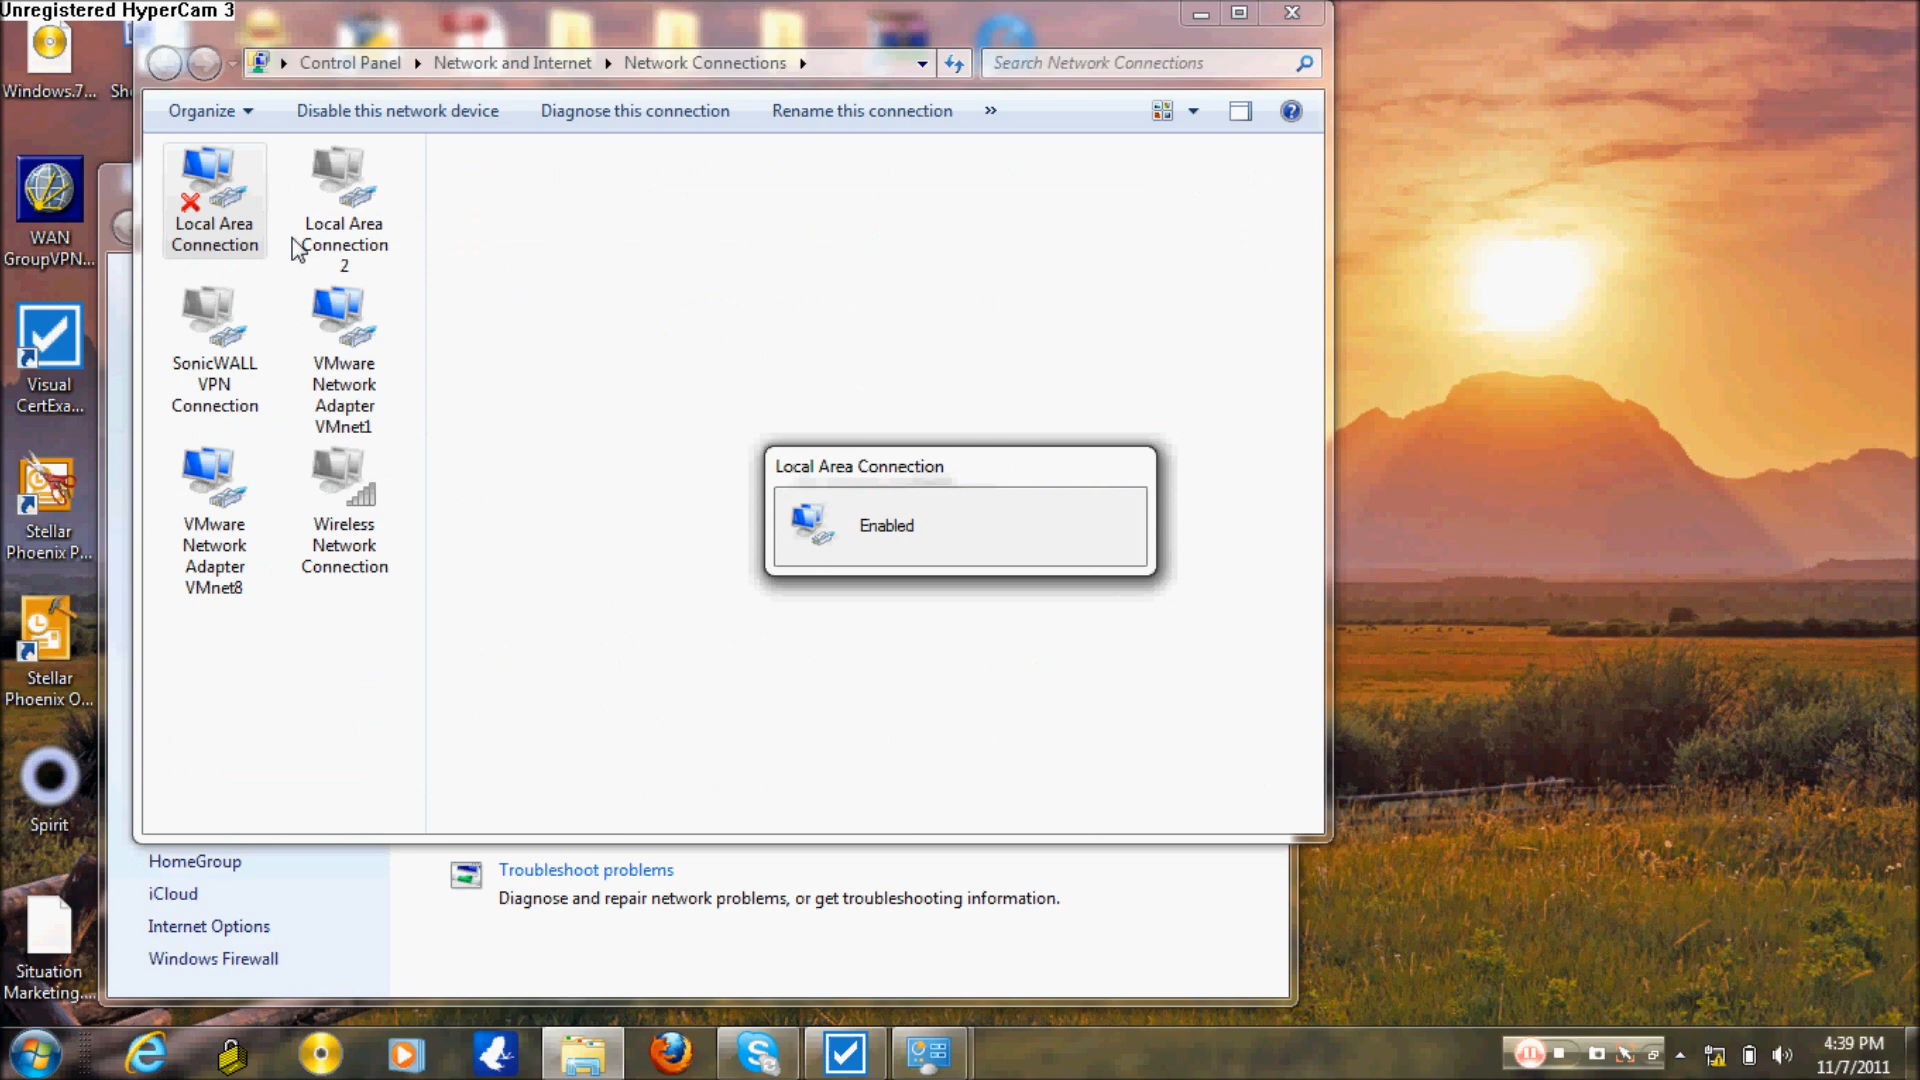 Unregistered HyperCam 3
Windows.7...
Sh
Control Panel
Network and Internet
Network Connections
Search Network Connections
Organize
Disable this network device
Diagnose this connection
Rename this connection
»
Local Area
Connection
Local Area
Connection
2
WAN
GroupVPN...
SonicWALL
VPN
Connection
VMware
Network
Adapter
VMnet1
Visual
CertExa...
Local Area Connection
Enabled
VMware
Network
Adapter
VMnet8
Wireless
Network
Connection
Stellar
Phoenix P...
Stellar
Phoenix O...
Spirit
HomeGroup
iCloud
Internet Options
Windows Firewall
Troubleshoot problems
Diagnose and repair network problems, or get troubleshooting information.
Situation
Marketing....
4:39 PM
11/7/2011